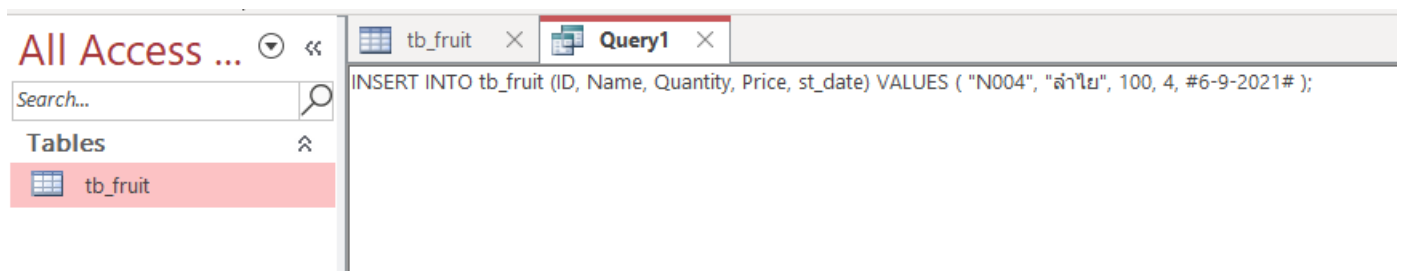 All Access ...
Search...
Tables
tb_fruit
tb_fruit
Query1
INSERT INTO tb_fruit (ID, Name, Quantity, Price, st_date) VALUES ( "N004", "ลำไย", 100, 4, #6-9-2021# );